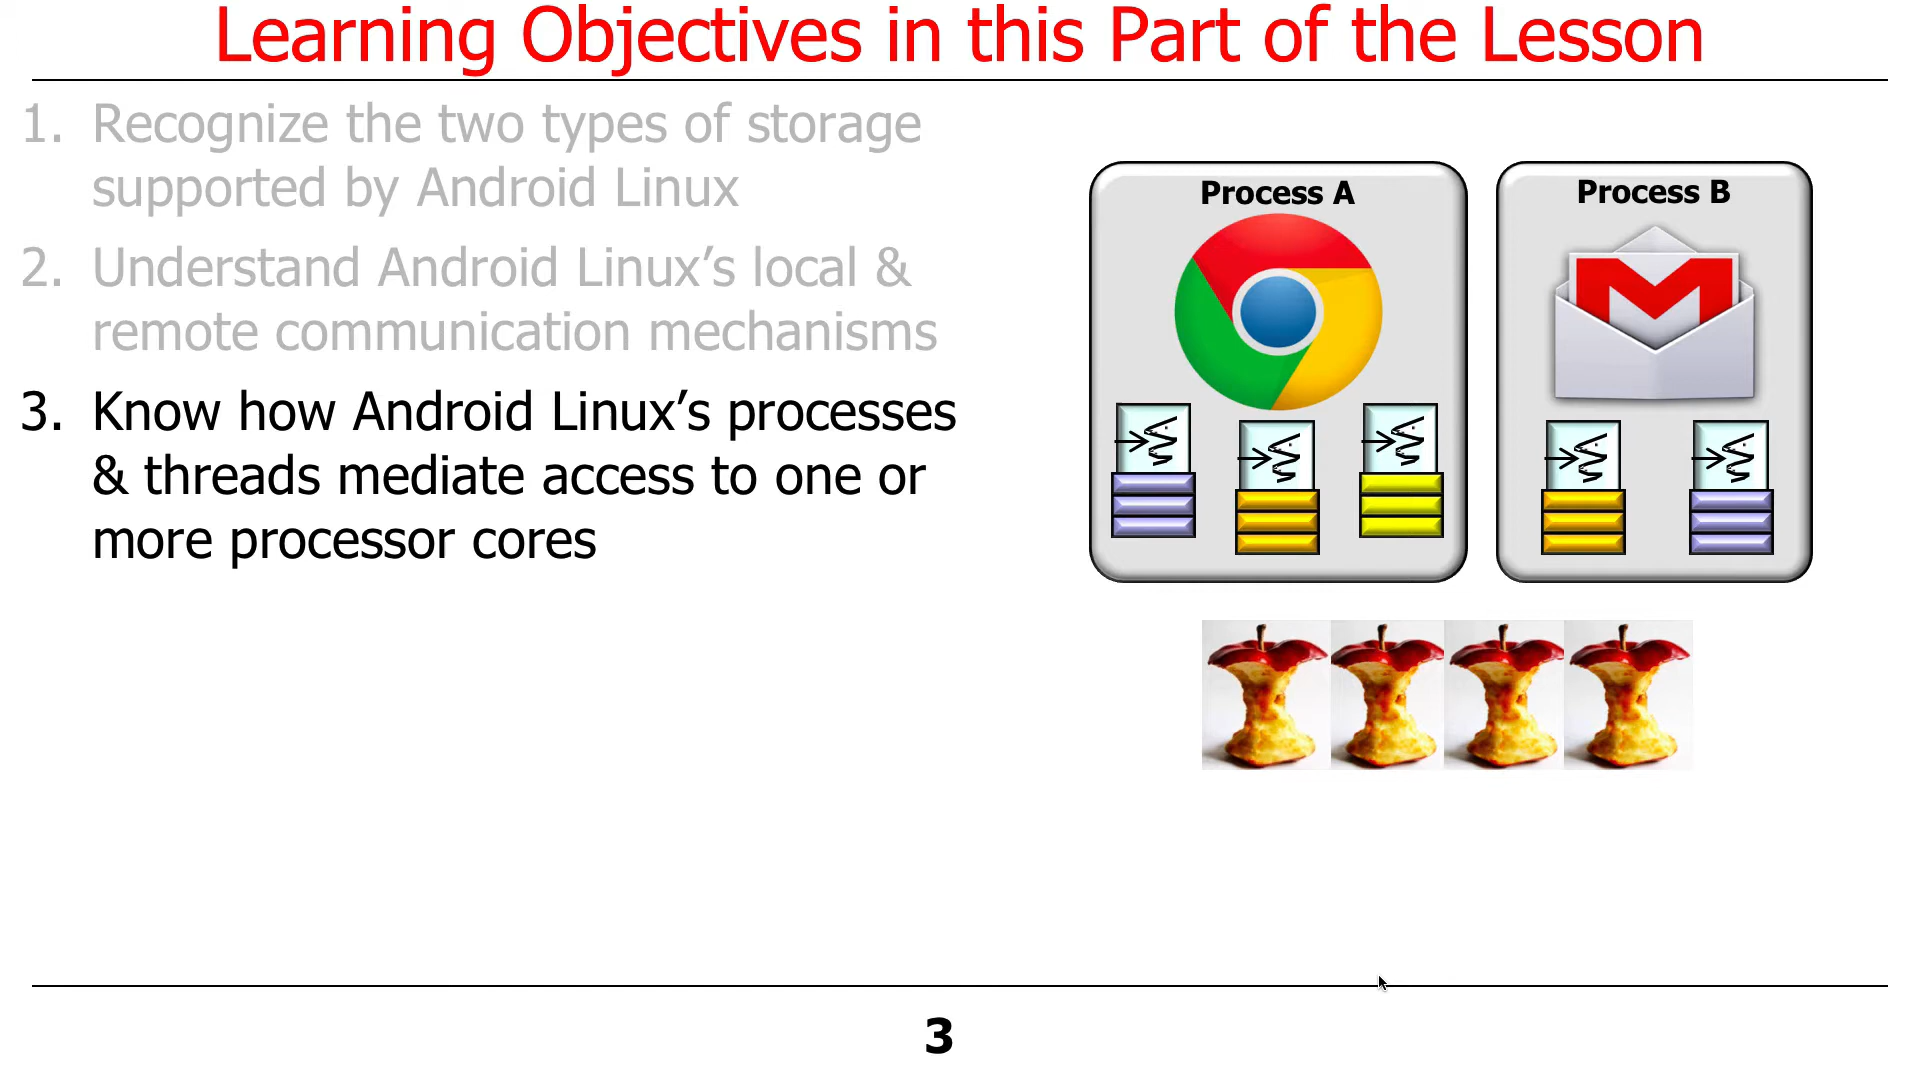 Learning Objectives in this Part of the Lesson
1. Recognize the two types of storage
supported by Android Linux
2. Understand Android Linux’s local &
remote communication mechanisms
3. Know how Android Linux’s processes
& threads mediate access to one or
more processor cores
Process A
Process B
3